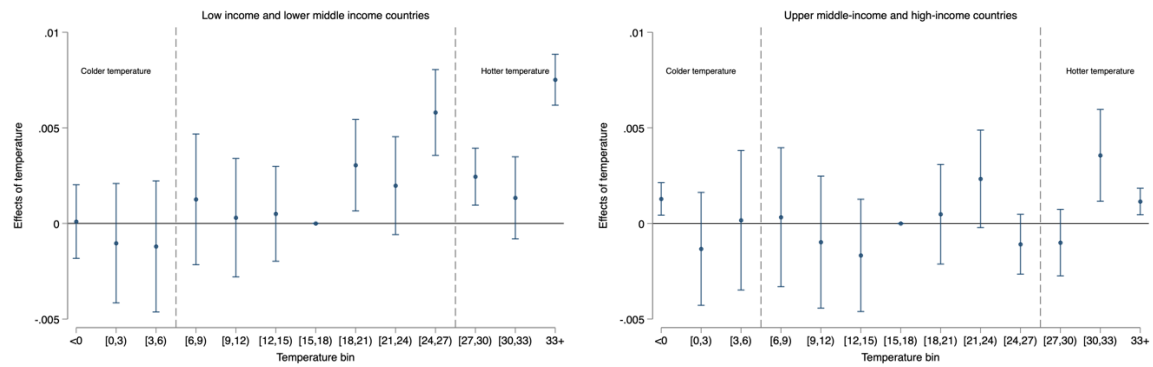 Low income and lower middle income countries
.01
.005
0
-.005
Effects of temperature
Colder temperature
Hotter temperature
<0 [0,3) [3,6) [6,9) [9,12) [12,15) [15,18) [18,21) [21,24) [24,27) [27,30) [30,33) 33+
Temperature bin
Upper middle-income and high-income countries
.01
.005
0
-.005
Effects of temperature
Colder temperature
Hotter temperature
<0 [0,3) [3,6) [6,9) [9,12) [12,15) [15,18) [18,21) [21,24) [24,27) [27,30) [30,33) 33+
Temperature bin